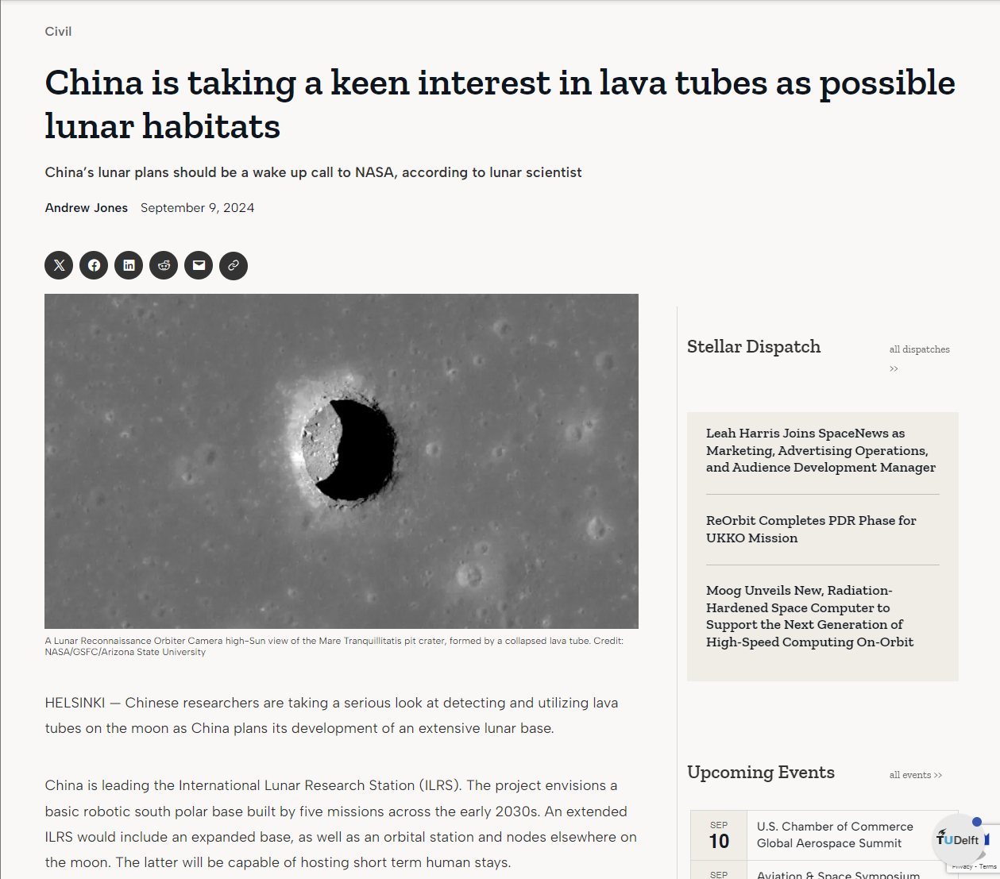 Civil
China is taking a keen interest in lava tubes as possible
lunar habitats
China’s lunar plans should be a wake up call to NASA, according to lunar scientist
Andrew Jones September 9, 2024
A Lunar Reconnaissance Orbiter Camera high-Sun view of the Mare Tranquillitatis pit crater, formed by a collapsed lava tube. Credit:
NASA/GSFC/Arizona State University
HELSINKI — Chinese researchers are taking a serious look at detecting and utilizing lava
tubes on the moon as China plans its development of an extensive lunar base.
China is leading the International Lunar Research Station (ILRS). The project envisions a
basic robotic south polar base built by five missions across the early 2030s. An extended
ILRS would include an expanded base, as well as an orbital station and nodes elsewhere on
the moon. The latter will be capable of hosting short term human stays.
Stellar Dispatch
all dispatches
>>
Leah Harris Joins SpaceNews as
Marketing, Advertising Operations,
and Audience Development Manager
ReOrbit Completes PDR Phase for
UKKO Mission
Moog Unveils New, Radiation-
Hardened Space Computer to
Support the Next Generation of
High-Speed Computing On-Orbit
Upcoming Events
all events >>
SEP
10
U.S. Chamber of Commerce
Global Aerospace Summit
SEP
Aviation & Space Symposium
TUDelft
Privacy - Terms